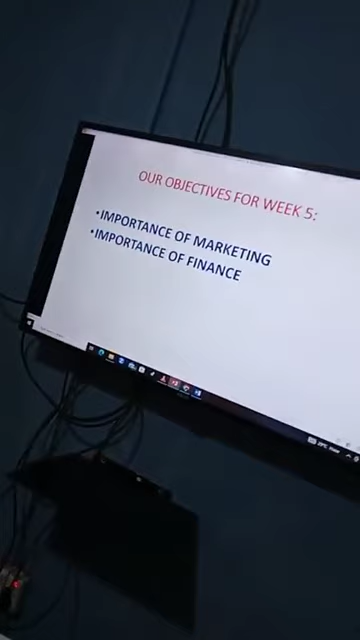 OUR OBJECTIVES FOR WEEK 5:
•IMPORTANCE OF MARKETING
•IMPORTANCE OF FINANCE